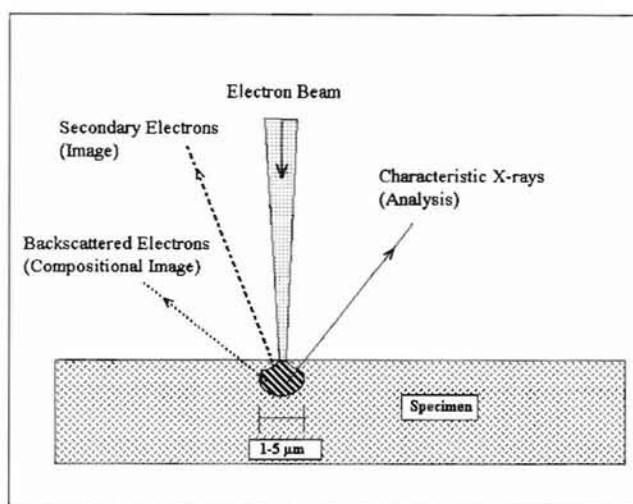 Electron Beam
Secondary Electrons
(Image)
Characteristic X-rays
(Analysis)
Backscattered Electrons
(Compositional Image)
Specimen
1-5 µm